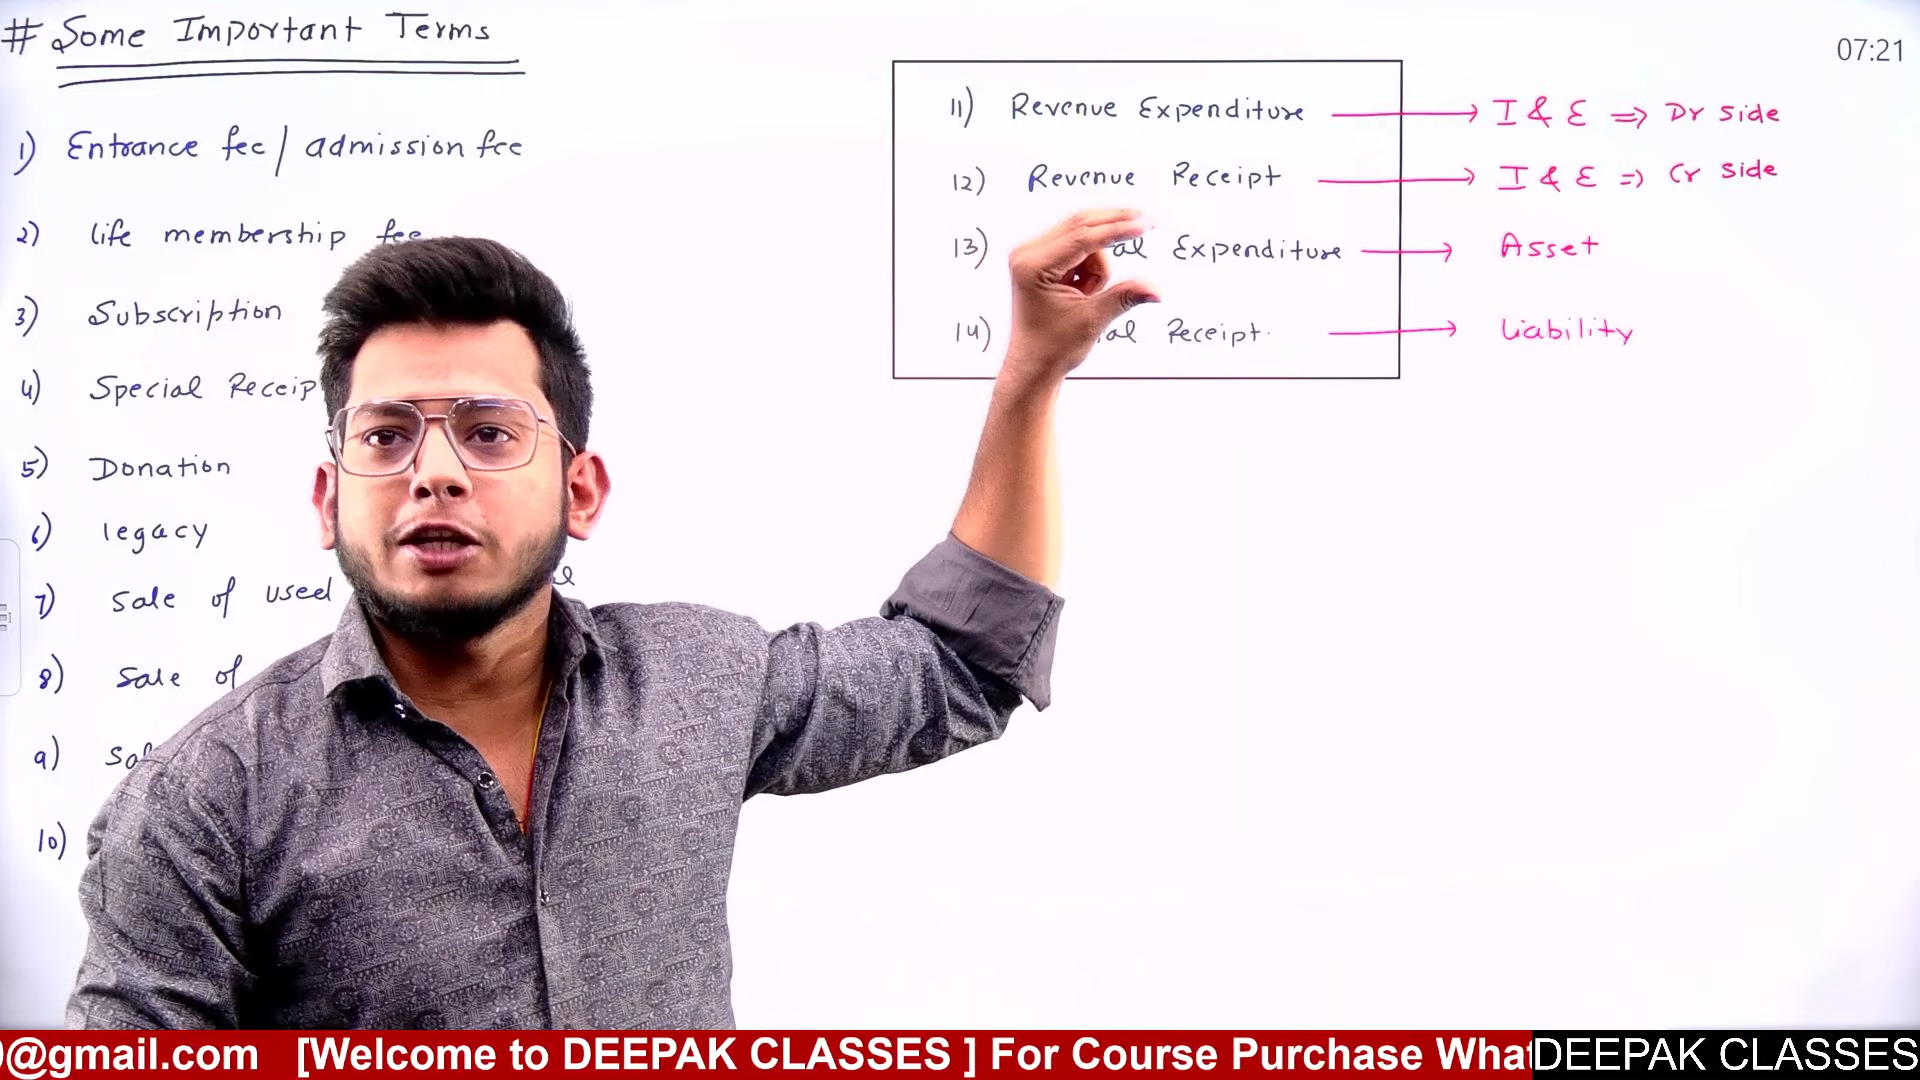 # Some Important Terms
07:21
1) Entrance fee / admission fee
2) life membership fee
3) Subscription
4) Special Receip
5) Donation
6) legacy
7) Sale of used
8) Sale of
9)
10)
11) Revenue Expenditure → I & E ⇒ Dr side
12) Revenue Receipt → I & E ⇒ Cr side
13) Expenditure → Asset
14) Receipt. → Liability
@gmail.com [Welcome to DEEPAK CLASSES ] For Course Purchase
DEEPAK CLASSES